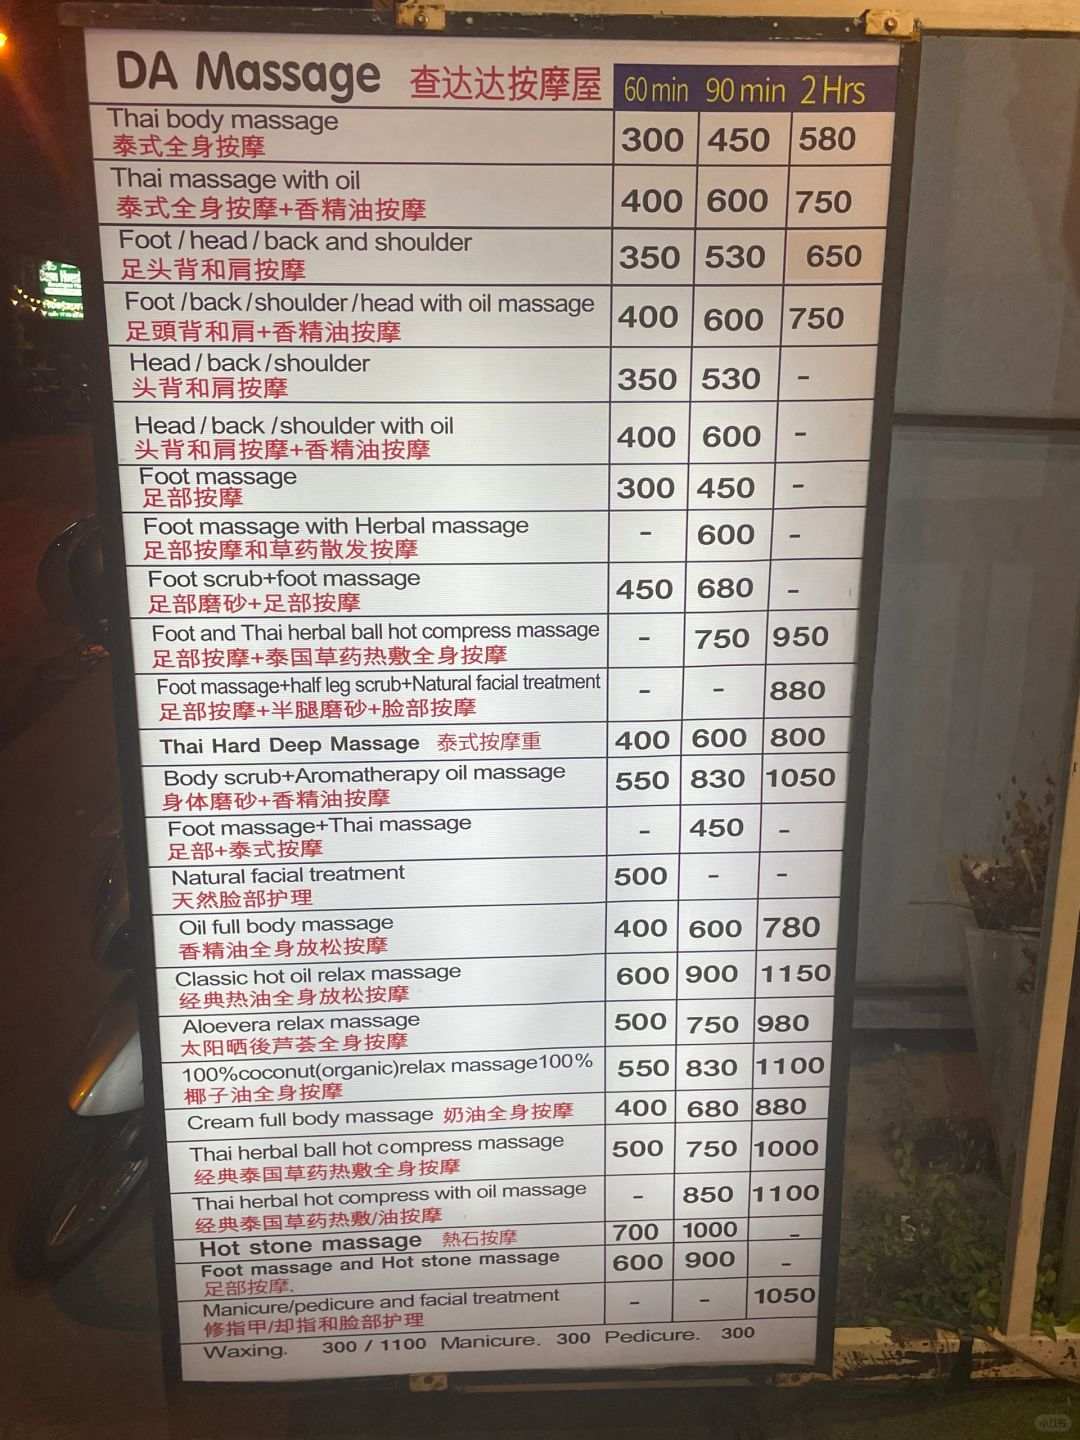 DA Massage 查达达按摩屋 60 min 90 min 2 Hrs
Thai body massage
泰式全身按摩 300 450 580
Thai massage with oil
泰式全身按摩+香精油按摩 400 600 750
Foot / head / back and shoulder
足头背和肩按摩 350 530 650
Foot / back / shoulder / head with oil massage
足頭背和肩+香精油按摩 400 600 750
Head / back / shoulder
头背和肩按摩 350 530 -
Head / back / shoulder with oil
头背和肩按摩+香精油按摩 400 600 -
Foot massage
足部按摩 300 450 -
Foot massage with Herbal massage
足部按摩和草药散发按摩 - 600 -
Foot scrub+foot massage
足部磨砂+足部按摩 450 680 -
Foot and Thai herbal ball hot compress massage
足部按摩+泰国草药热敷全身按摩 - 750 950
Foot massage+half leg scrub+Natural facial treatment
足部按摩+半腿磨砂+脸部按摩 - - 880
Thai Hard Deep Massage 泰式按摩重 400 600 800
Body scrub+Aromatherapy oil massage
身体磨砂+香精油按摩 550 830 1050
Foot massage+Thai massage
足部+泰式按摩 - 450 -
Natural facial treatment
天然脸部护理 500 - -
Oil full body massage
香精油全身放松按摩 400 600 780
Classic hot oil relax massage
经典热油全身放松按摩 600 900 1150
Aloevera relax massage
太阳晒後芦荟全身按摩 500 750 980
100%coconut(organic)relax massage100%
椰子油全身按摩 550 830 1100
Cream full body massage 奶油全身按摩 400 680 880
Thai herbal ball hot compress massage
经典泰国草药热敷全身按摩 500 750 1000
Thai herbal hot compress with oil massage
经典泰国草药热敷/油按摩 - 850 1100
Hot stone massage 熱石按摩 700 1000 -
Foot massage and Hot stone massage
足部按摩. 600 900 -
Manicure/pedicure and facial treatment
修指甲/却指和脸部护理 - - 1050
Waxing. 300 / 1100 Manicure. 300 Pedicure. 300
小红书